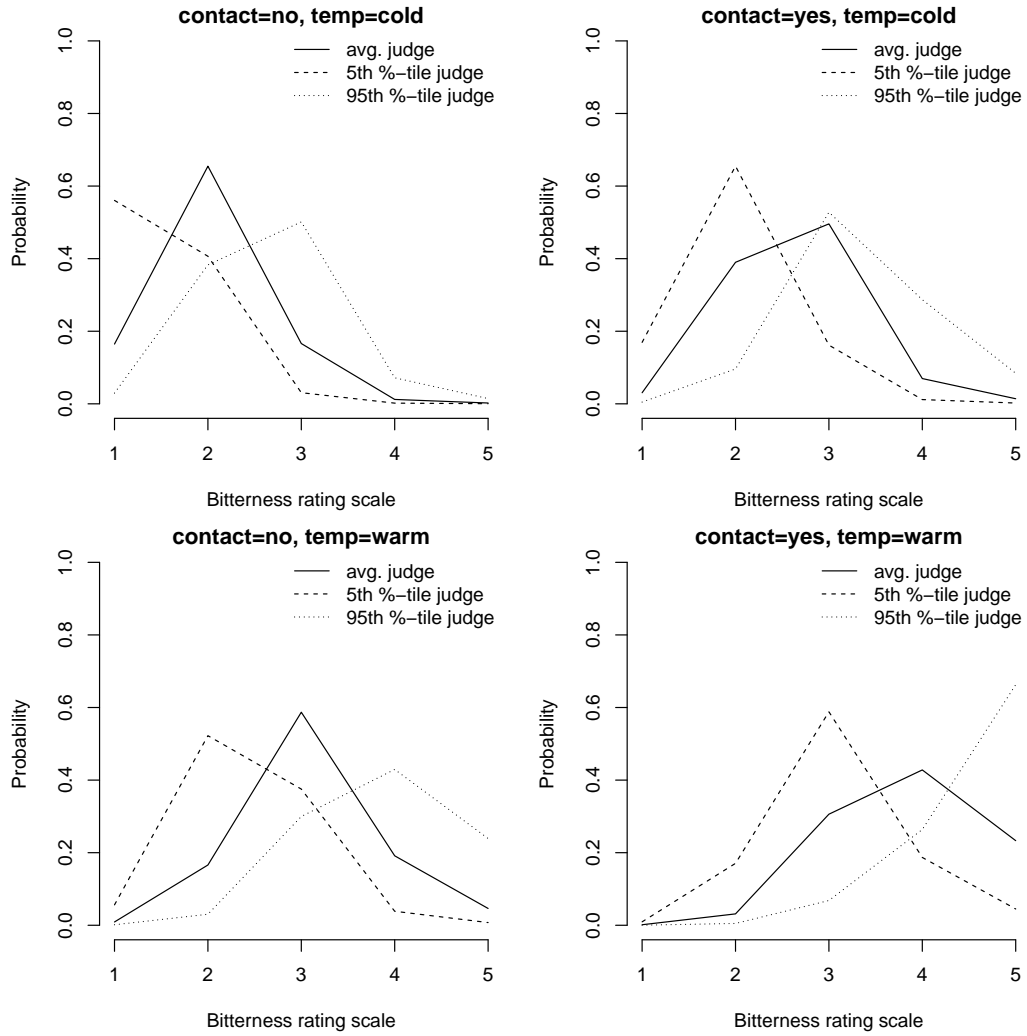 contact=no, temp=cold
avg. judge
5th %−tile judge
95th %−tile judge
Probability
0.0 0.2 0.4 0.6 0.8 1.0
1 2 3 4 5
Bitterness rating scale
contact=yes, temp=cold
avg. judge
5th %−tile judge
95th %−tile judge
Probability
0.0 0.2 0.4 0.6 0.8 1.0
1 2 3 4 5
Bitterness rating scale
contact=no, temp=warm
avg. judge
5th %−tile judge
95th %−tile judge
Probability
0.0 0.2 0.4 0.6 0.8 1.0
1 2 3 4 5
Bitterness rating scale
contact=yes, temp=warm
avg. judge
5th %−tile judge
95th %−tile judge
Probability
0.0 0.2 0.4 0.6 0.8 1.0
1 2 3 4 5
Bitterness rating scale